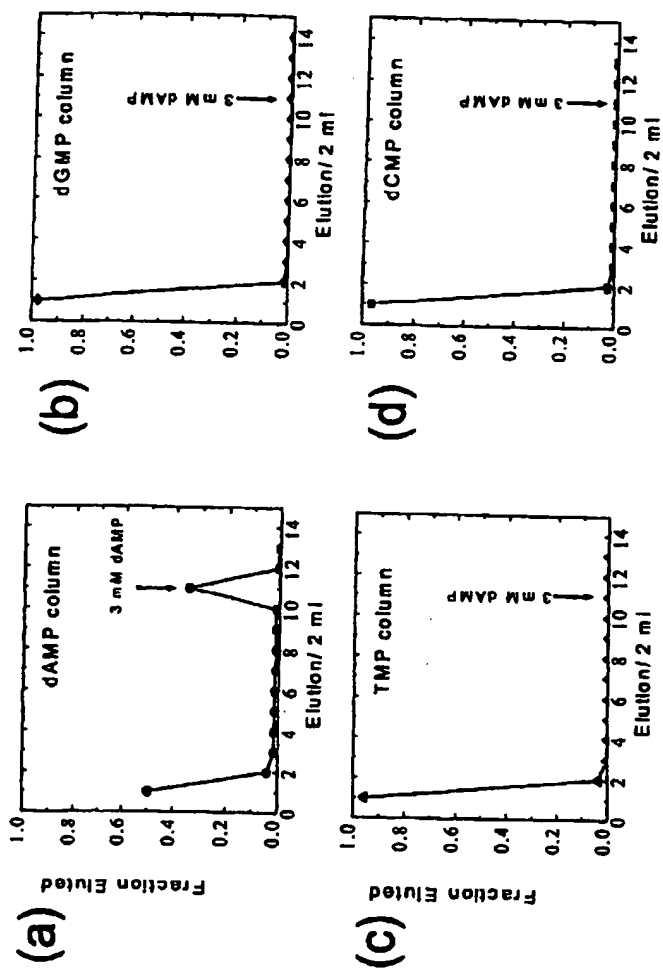 (a)
dAMP column
3 mM dAMP
Fraction Eluted
1.0
0.8
0.6
0.4
0.2
0.0
0 2 4 6 8 10 12 14
Elution/ 2 ml
(b)
dGMP column
3 mM dAMP
1.0
0.8
0.6
0.4
0.2
0.0
0 2 4 6 8 10 12 14
Elution/ 2 ml
(c)
TMP column
3 mM dAMP
Fraction Eluted
1.0
0.8
0.6
0.4
0.2
0.0
0 2 4 6 8 10 12 14
Elution/ 2 ml
(d)
dCMP column
3 mM dAMP
1.0
0.8
0.6
0.4
0.2
0.0
0 2 4 6 8 10 12 14
Elution/ 2 ml